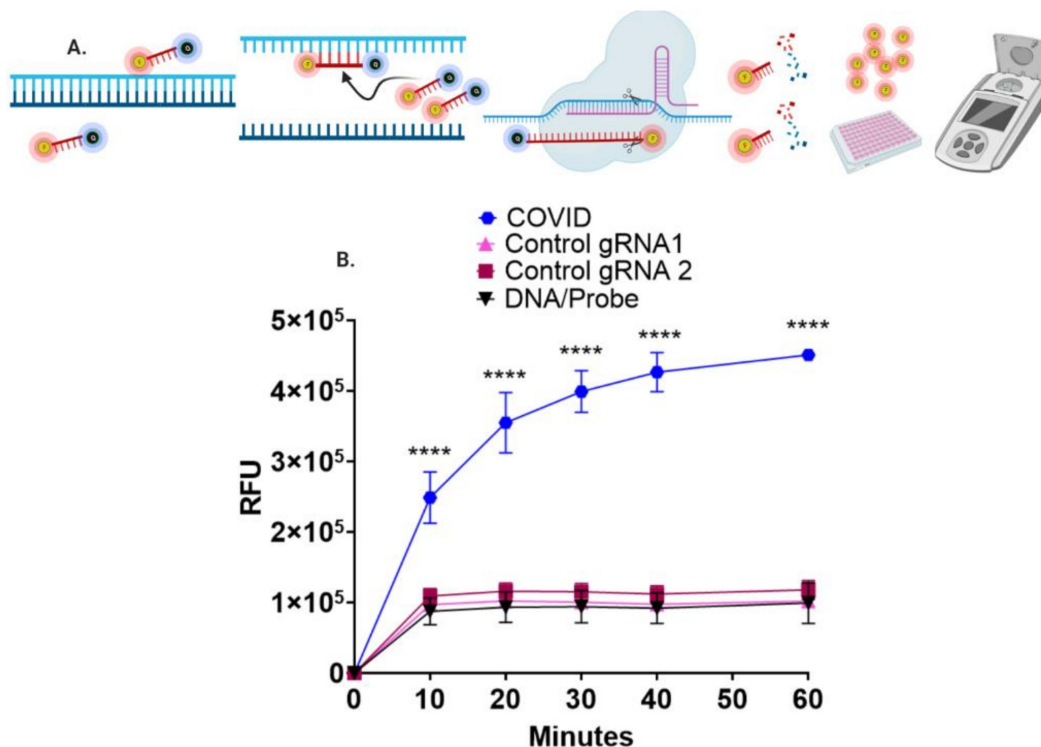 A.
F Q
F Q
F Q
F Q
F Q
Q F
F
F
COVID
Control gRNA1
B.
Control gRNA 2
DNA/Probe
5×10⁵
4×10⁵
3×10⁵
2×10⁵
1×10⁵
0
****
****
****
****
****
RFU
0 10 20 30 40 50 60
Minutes